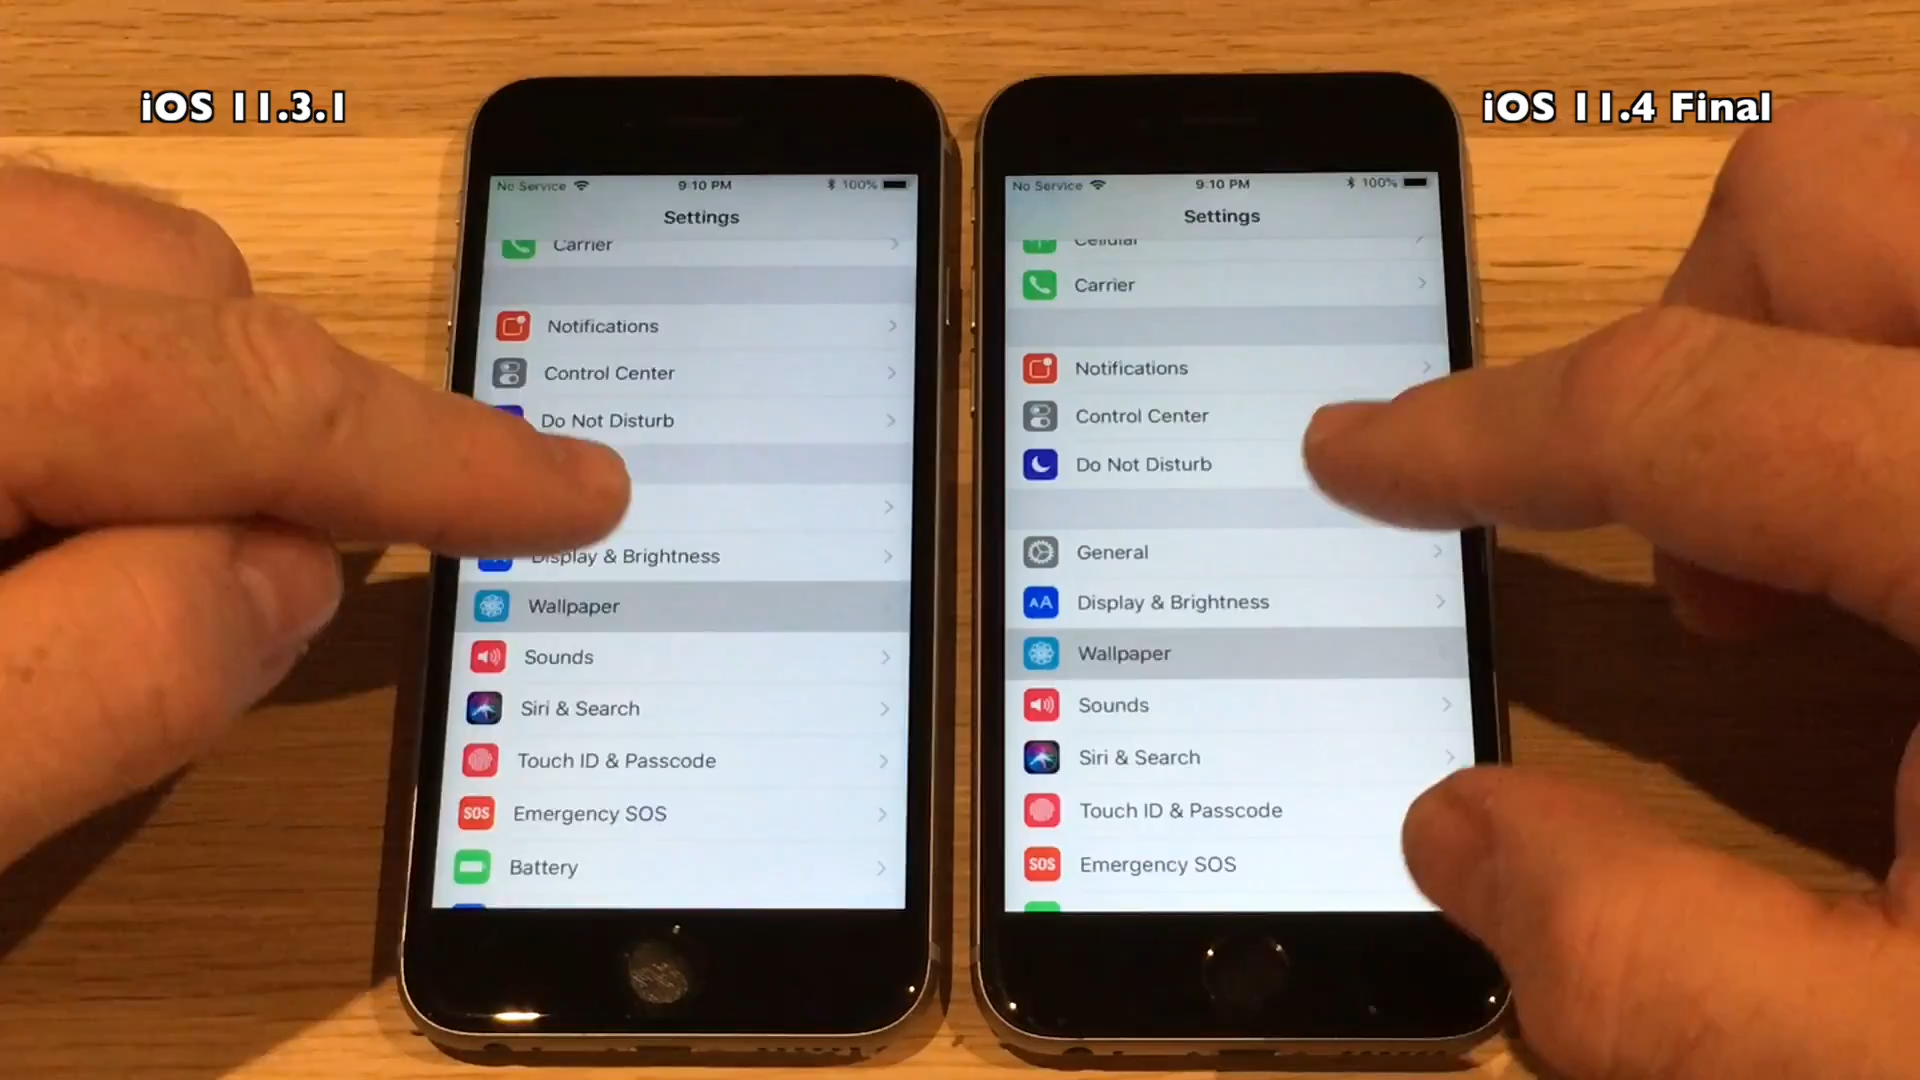 iOS 11.3.1
iOS 11.4 Final
No Service
9:10 PM
100%
Settings
Carrier
Notifications
Control Center
Do Not Disturb
Display & Brightness
Wallpaper
Sounds
Siri & Search
Touch ID & Passcode
SOS Emergency SOS
Battery
No Service
9:10 PM
100%
Settings
Cellular
Carrier
Notifications
Control Center
Do Not Disturb
General
AA Display & Brightness
Wallpaper
Sounds
Siri & Search
Touch ID & Passcode
SOS Emergency SOS